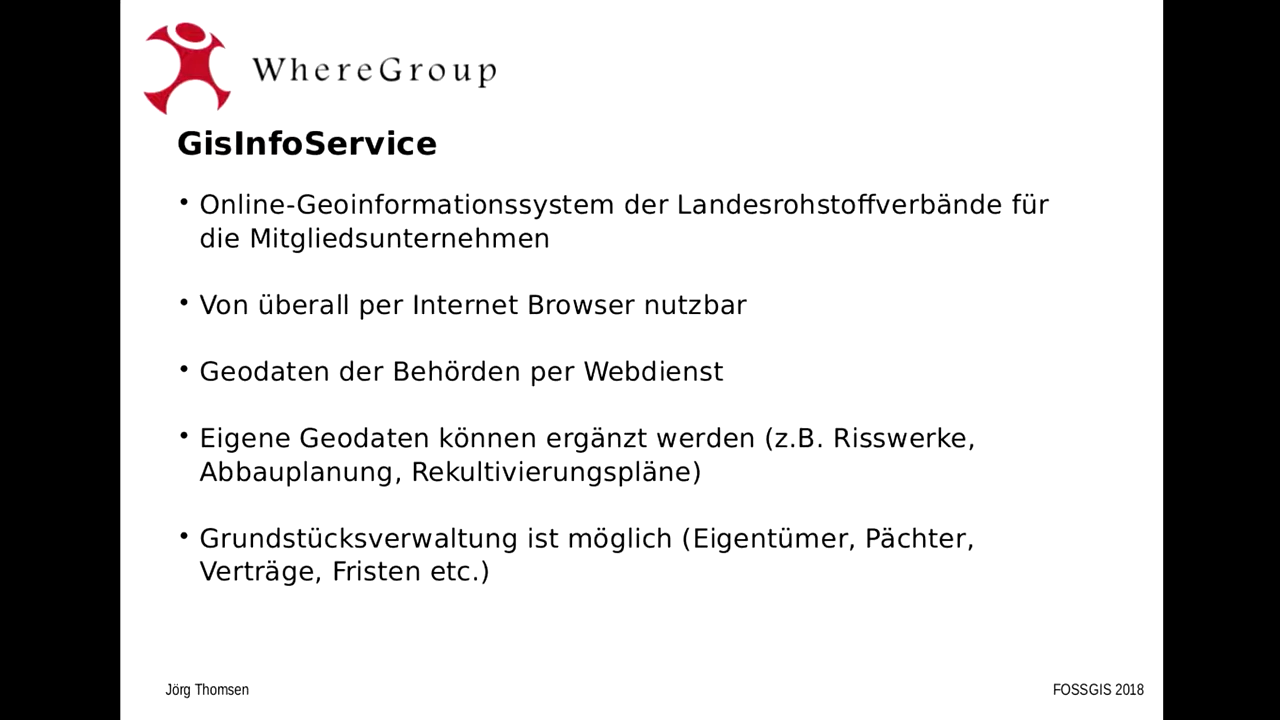 WhereGroup
GisInfoService
• Online-Geoinformationssystem der Landesrohstoffverbände für
die Mitgliedsunternehmen
• Von überall per Internet Browser nutzbar
• Geodaten der Behörden per Webdienst
• Eigene Geodaten können ergänzt werden (z.B. Risswerke,
Abbauplanung, Rekultivierungspläne)
• Grundstücksverwaltung ist möglich (Eigentümer, Pächter,
Verträge, Fristen etc.)
Jörg Thomsen
FOSSGIS 2018